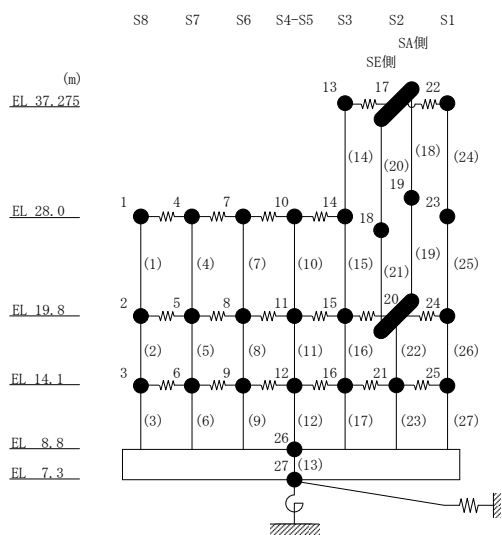 S8 S7 S6 S4-S5 S3 S2 S1
SA側
SE側
(m)
13 17 22
EL 37.275
(14) (20) (18) (24)
19
1 4 7 10 14 18 23
EL 28.0
(1) (4) (7) (10) (15) (21) (19) (25)
20
2 5 8 11 15 24
EL 19.8
(2) (5) (8) (11) (16) (22) (26)
3 6 9 12 16 21 25
EL 14.1
(3) (6) (9) (12) (17) (23) (27)
26
EL 8.8
27 (13)
EL 7.3